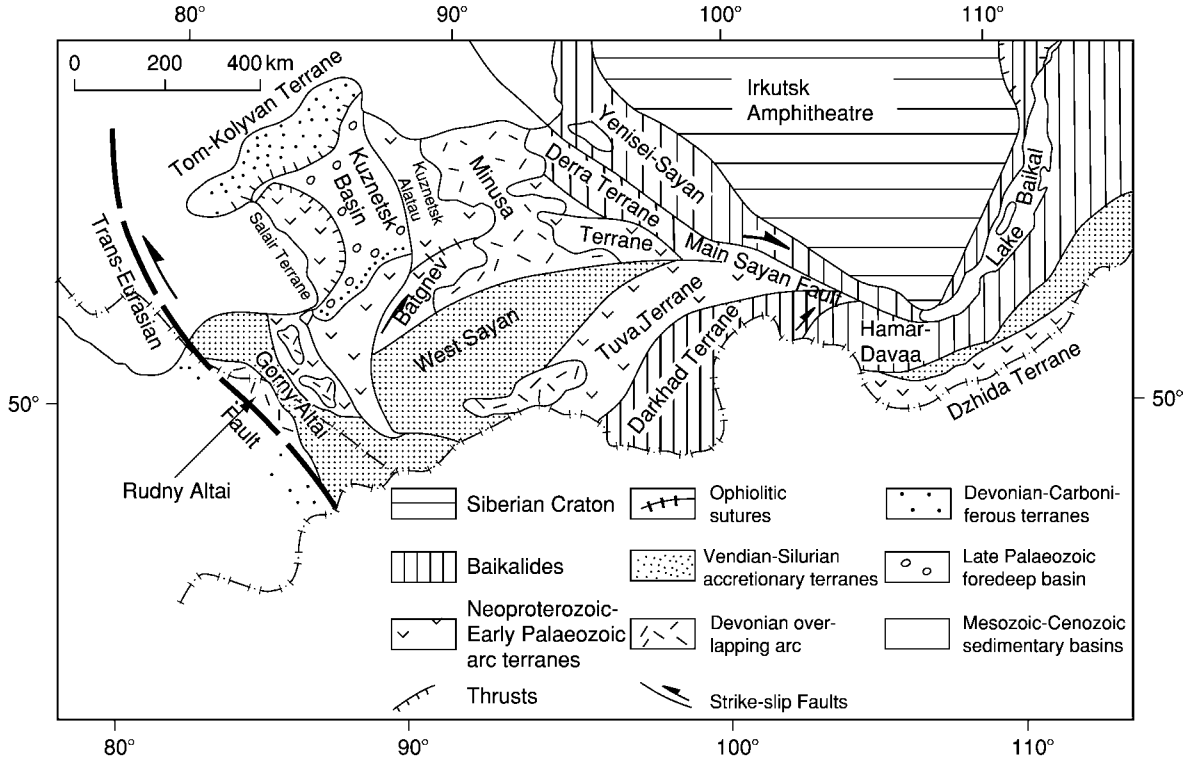 80°
90°
100°
110°
0
200
400 km
Tom-Kolyvan Terrane
Irkutsk
Amphitheatre
Yenisei-Sayan
Derra Terrane
Kuznetsk
Basin
Kuznetsk
Alatau
Minusa
Salair Terrane
Terrane
Main Sayan Fault
Lake Baikal
Trans-Eurasian
Fault
Batgnev
West Sayan
Tuva Terrane
Darkhad Terrane
Hamar-
Davaa
Dzhida Terrane
Gorny-Altai
50°
50°
Rudny Altai
Siberian Craton
Ophiolitic
sutures
Devonian-Carboni-
ferous terranes
Baikalides
Vendian-Silurian
accretionary terranes
Late Palaeozoic
foredeep basin
Neoproterozoic-
Early Palaeozoic
arc terranes
Devonian over-
lapping arc
Mesozoic-Cenozoic
sedimentary basins
Thrusts
Strike-slip Faults
80°
90°
100°
110°